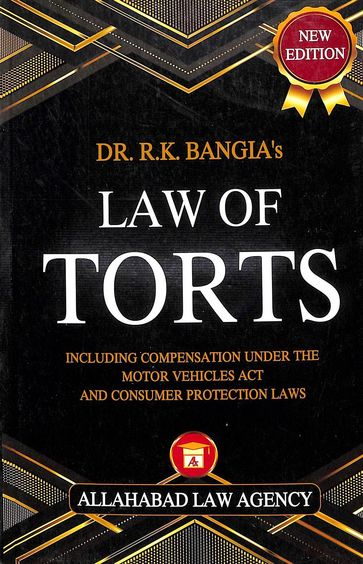 NEW
EDITION
DR. R.K. BANGIA's
LAW OF
TORTS
INCLUDING COMPENSATION UNDER THE
MOTOR VEHICLES ACT
AND CONSUMER PROTECTION LAWS
ALLAHABAD LAW AGENCY